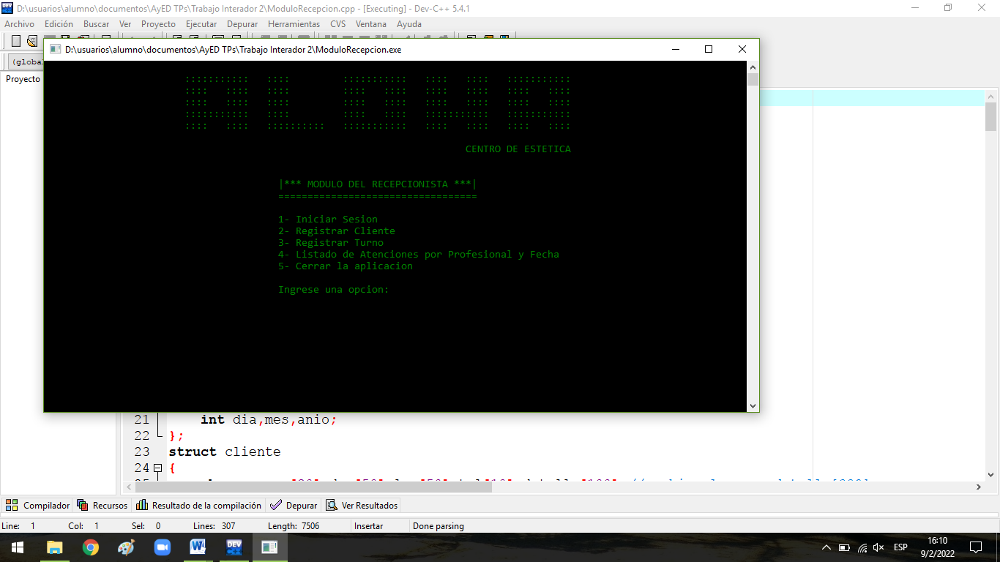 D:\usuarios\alumno\documentos\AyED TPs\Trabajo Interador 2\ModuloRecepcion.cpp - [Executing] - Dev-C++ 5.4.1
Archivo Edición Buscar Ver Proyecto Ejecutar Depurar Herramientas CVS Ventana Ayuda
D:\usuarios\alumno\documentos\AyED TPs\Trabajo Interador 2\ModuloRecepcion.exe
Proyecto
ALOHA
CENTRO DE ESTETICA
|*** MODULO DEL RECEPCIONISTA ***|
==================================
1- Iniciar Sesion
2- Registrar Cliente
3- Registrar Turno
4- Listado de Atenciones por Profesional y Fecha
5- Cerrar la aplicacion
Ingrese una opcion:
21 int dia,mes,anio;
22 };
23 struct cliente
24 {
Compilador Recursos Resultado de la compilación Depurar Ver Resultados
Line: 1 Col: 1 Sel: 0 Lines: 307 Length: 7506 Insertar Done parsing
DEV
ESP
16:10
9/2/2022